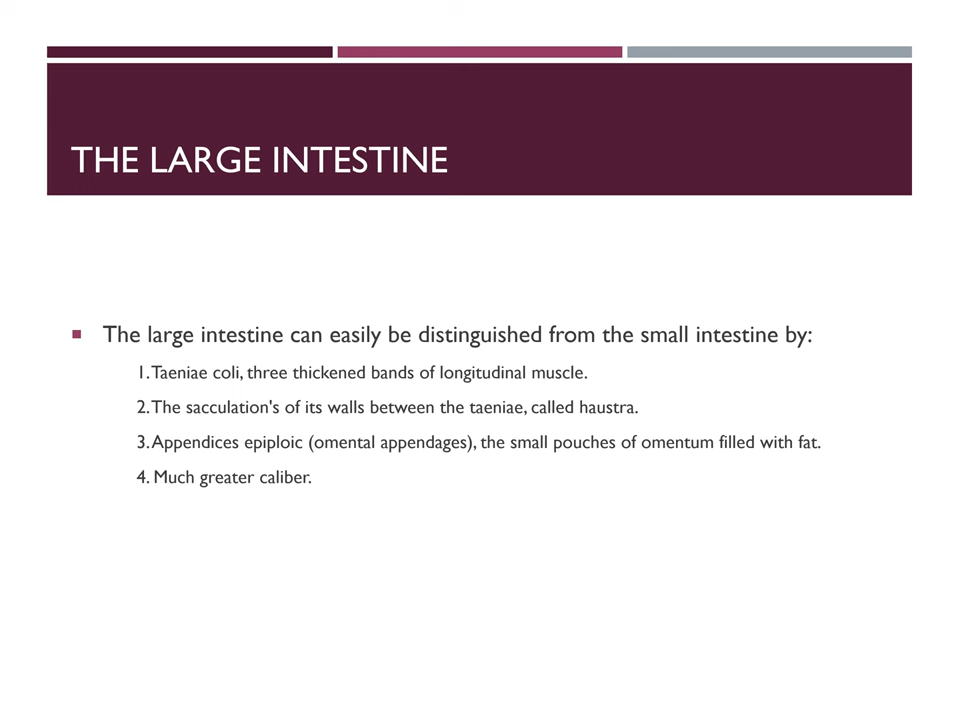 THE LARGE INTESTINE
▪ The large intestine can easily be distinguished from the small intestine by:
1. Taeniae coli, three thickened bands of longitudinal muscle.
2. The sacculation's of its walls between the taeniae, called haustra.
3. Appendices epiploic (omental appendages), the small pouches of omentum filled with fat.
4. Much greater caliber.